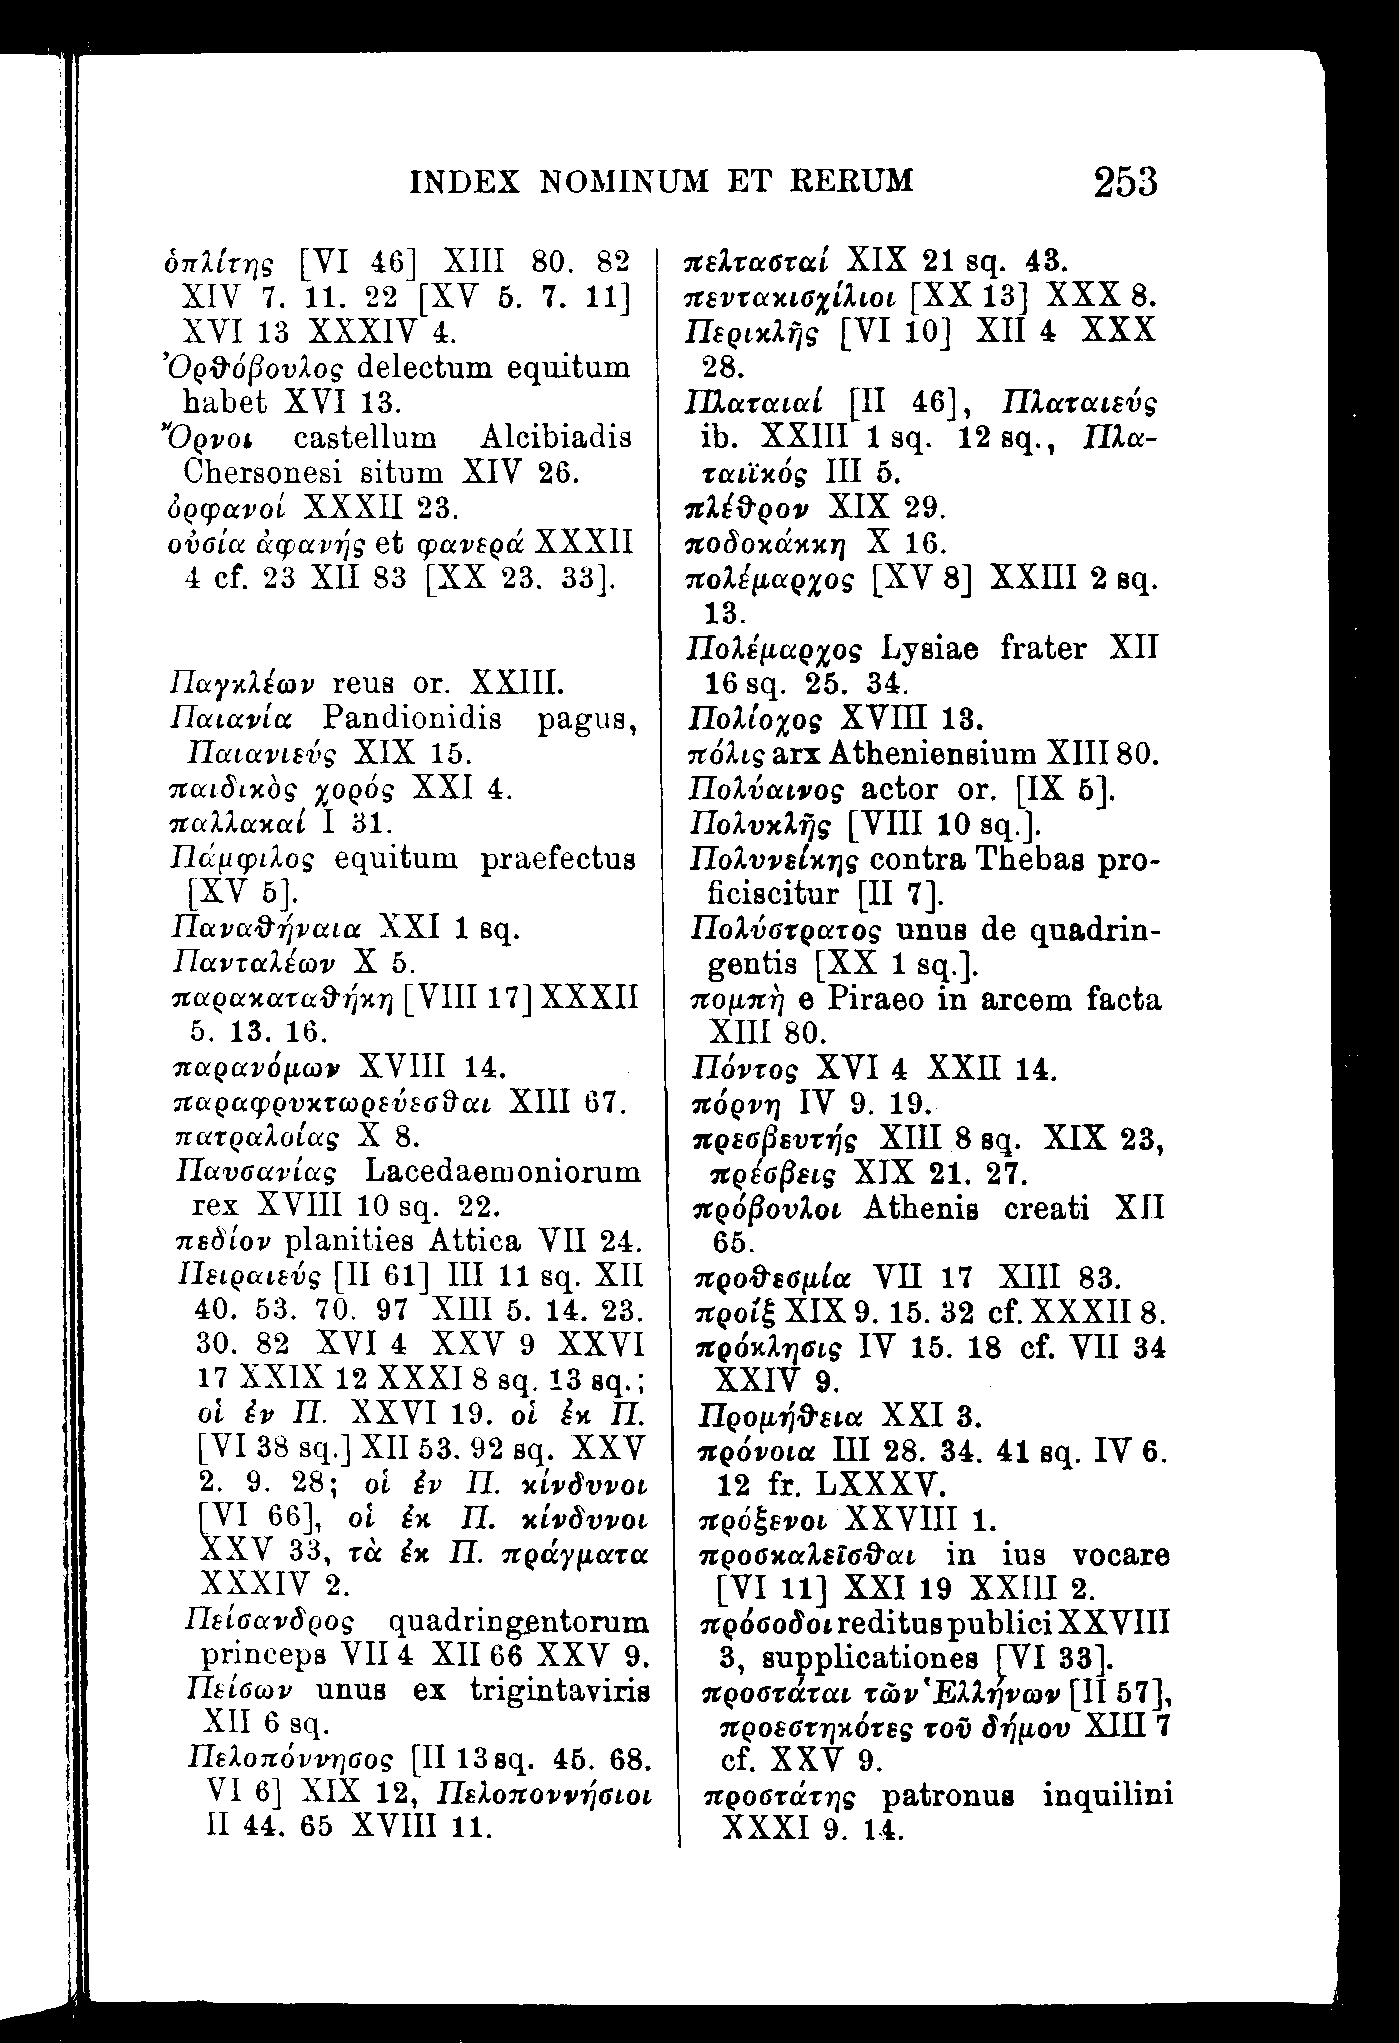 INDEX NOMINUM ET RERUM 253
ὁπλίτης [VI 46] XIII 80. 82
XIV 7. 11. 22 [XV 5. 7. 11]
XVI 13 XXXIV 4.
Ὀρθόβουλος delectum equitum
habet XVI 13.
Ὄρνοι castellum Alcibiadis
Chersonesi situm XIV 26.
ὀρφανοί XXXII 23.
οὐσία ἀφανής et φανερά XXXII
4 cf. 23 XII 83 [XX 23. 33].
Παγκλέων reus or. XXIII.
Παιανία Pandionidis pagus,
Παιανιεύς XIX 15.
παιδικὸς χορός XXI 4.
παλλακαί I 31.
Πάμφιλος equitum praefectus
[XV 5].
Παναθήναια XXI 1 sq.
Πανταλέων X 5.
παρακαταθήκη [VIII 17] XXXII
5. 13. 16.
παρανόμων XVIII 14.
παραφρυκτωρεύεσθαι XIII 67.
πατραλοίας X 8.
Παυσανίας Lacedaemoniorum
rex XVIII 10 sq. 22.
πεδίον planities Attica VII 24.
Πειραιεύς [II 61] III 11 sq. XII
40. 53. 70. 97 XIII 5. 14. 23.
30. 82 XVI 4 XXV 9 XXVI
17 XXIX 12 XXXI 8 sq. 13 sq.;
οἱ ἐν Π. XXVI 19. οἱ ἐκ Π.
[VI 38 sq.] XII 53. 92 sq. XXV
2. 9. 28; οἱ ἐν Π. κίνδυνοι
[VI 66], οἱ ἐκ Π. κίνδυνοι
XXV 33, τὰ ἐκ Π. πράγματα
XXXIV 2.
Πείσανδρος quadringentorum
princeps VII 4 XII 66 XXV 9.
Πείσων unus ex trigintaviris
XII 6 sq.
Πελοπόννησος [II 13 sq. 45. 68.
VI 6] XIX 12, Πελοποννήσιοι
II 44. 65 XVIII 11.
πελτασταί XIX 21 sq. 43.
πεντακισχίλιοι [XX 13] XXX 8.
Περικλῆς [VI 10] XII 4 XXX
28.
Πλαταιαί [II 46], Πλαταιεύς
ib. XXIII 1 sq. 12 sq., Πλα-
ταιϊκός III 5.
πλέθρον XIX 29.
ποδοκάκκη X 16.
πολέμαρχος [XV 8] XXIII 2 sq.
13.
Πολέμαρχος Lysiae frater XII
16 sq. 25. 34.
Πολίοχος XVIII 13.
πόλις arx Atheniensium XIII 80.
Πολύαινος actor or. [IX 5].
Πολυκλῆς [VIII 10 sq.].
Πολυνείκης contra Thebas pro-
ficiscitur [II 7].
Πολύστρατος unus de quadrin-
gentis [XX 1 sq.].
πομπὴ e Piraeo in arcem facta
XIII 80.
Πόντος XVI 4 XXII 14.
πόρνη IV 9. 19.
πρεσβευτής XIII 8 sq. XIX 23,
πρέσβεις XIX 21. 27.
πρόβουλοι Athenis creati XII
65.
προθεσμία VII 17 XIII 83.
προίξ XIX 9. 15. 32 cf. XXXII 8.
πρόκλησις IV 15. 18 cf. VII 34
XXIV 9.
Προμήθεια XXI 3.
πρόνοια III 28. 34. 41 sq. IV 6.
12 fr. LXXXV.
πρόξενοι XXVIII 1.
προσκαλεῖσθαι in ius vocare
[VI 11] XXI 19 XXIII 2.
πρόσοδοι reditus publici XXVIII
3, supplicationes [VI 33].
προστάται τῶν Ἑλλήνων [II 57],
προεστηκότες τοῦ δήμου XIII 7
cf. XXV 9.
προστάτης patronus inquilini
XXXI 9. 14.